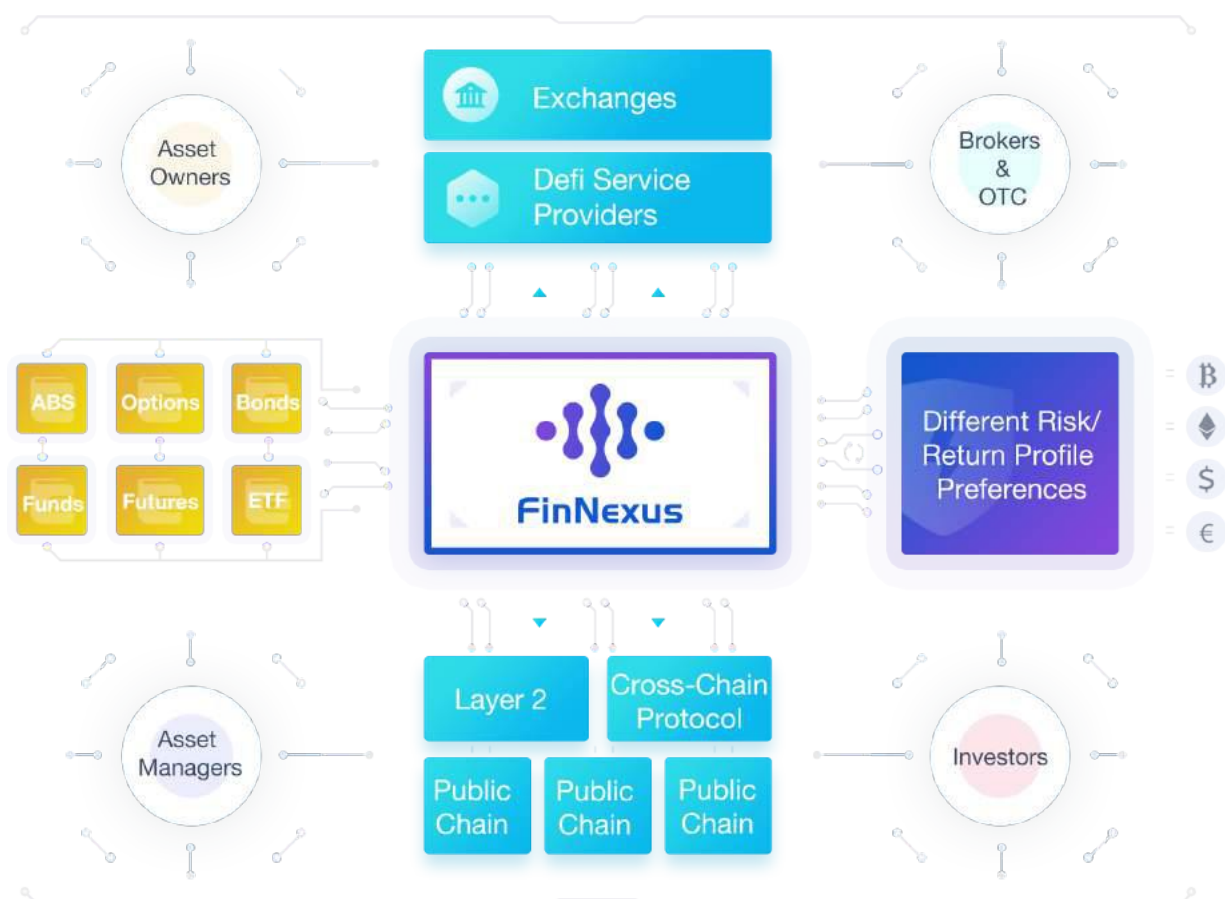 Exchanges
Asset
Owners
Defi Service
Providers
Brokers
&
OTC
ABS
Options
Bonds
Funds
Futures
ETF
FinNexus
Different Risk/
Return Profile
Preferences
₿
$
€
Layer 2
Cross-Chain
Protocol
Asset
Managers
Public
Chain
Public
Chain
Public
Chain
Investors